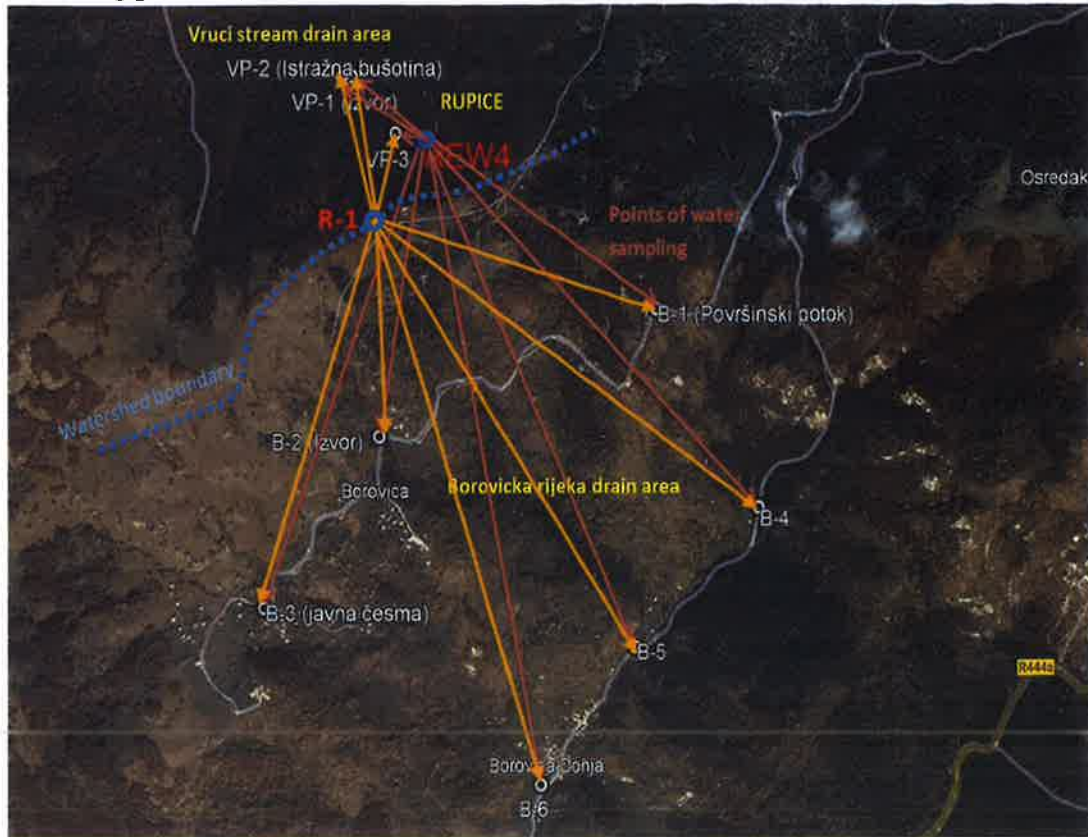 Vruci stream drain area
VP-2 (Istražna bušotina)
VP-1 (Izvor)
RUPICE
VP-3
Osredak
R-1
Points of water
sampling
B-1 (Površinski potok)
Watershed boundary
B-2 (Izvor)
Borovica
Borovicka rijeka drain area
B-4
B-3 (javna česma)
B-5
R444a
Borovica Donja
B-6